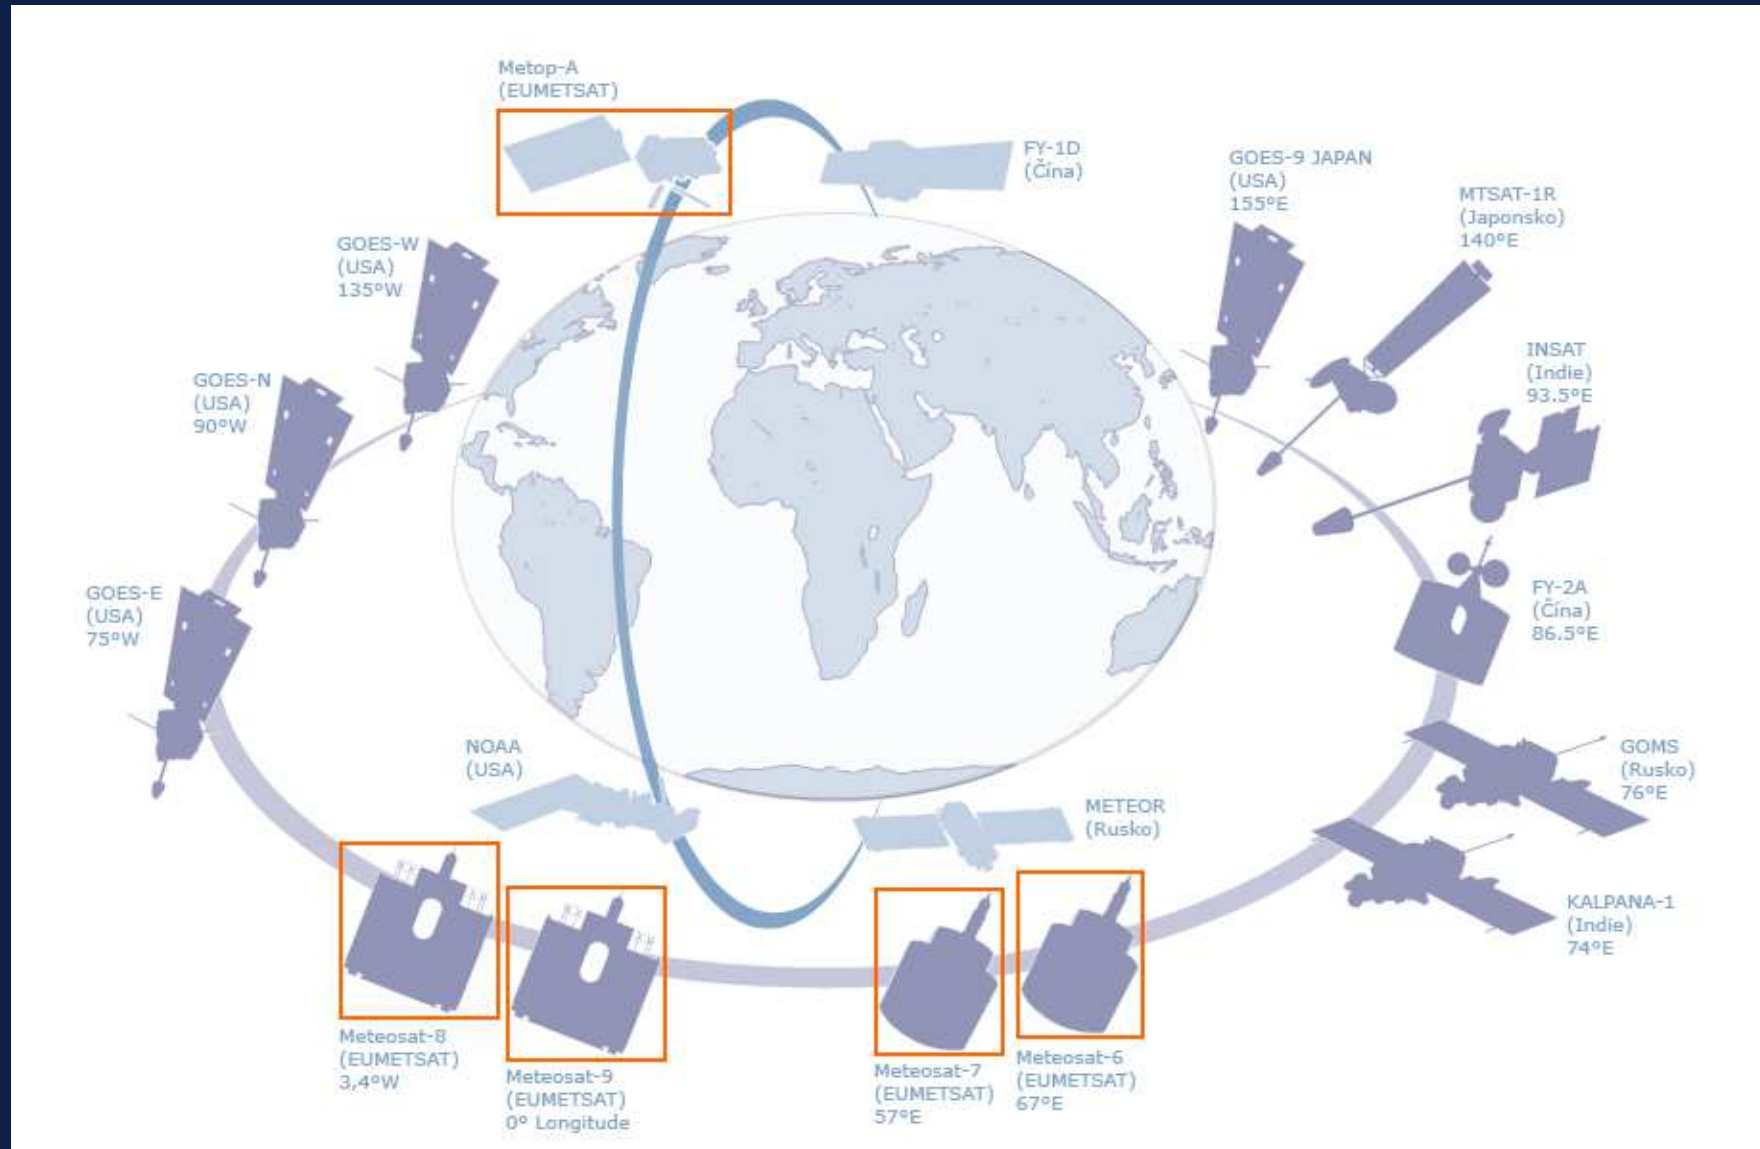 Metop-A
(EUMETSAT)
FY-1D
(Čína)
GOES-9 JAPAN
(USA)
155°E
MTSAT-1R
(Japonsko)
140°E
GOES-W
(USA)
135°W
INSAT
(Indie)
93.5°E
GOES-N
(USA)
90°W
GOES-E
(USA)
75°W
FY-2A
(Čína)
86.5°E
NOAA
(USA)
GOMS
(Rusko)
76°E
METEOR
(Rusko)
KALPANA-1
(Indie)
74°E
Meteosat-8
(EUMETSAT)
3,4°W
Meteosat-9
(EUMETSAT)
0° Longitude
Meteosat-7
(EUMETSAT)
57°E
Meteosat-6
(EUMETSAT)
67°E